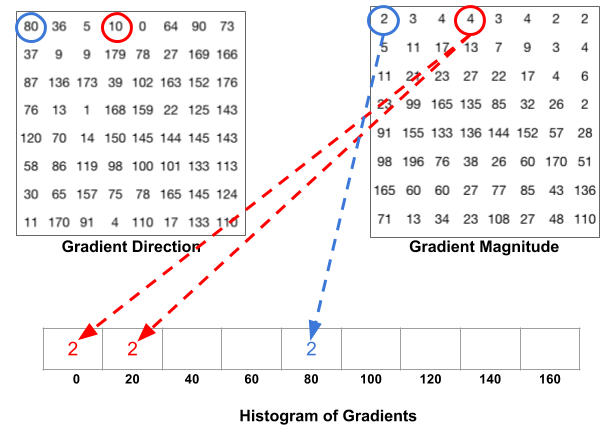 80 36 5 10 0 64 90 73
37 9 9 179 78 27 169 166
87 136 173 39 102 163 152 176
76 13 1 168 159 22 125 143
120 70 14 150 145 144 145 143
58 86 119 98 100 101 133 113
30 65 157 75 78 165 145 124
11 170 91 4 110 17 133 110
Gradient Direction
2 3 4 4 3 4 2 2
5 11 17 13 7 9 3 4
11 21 23 27 22 17 4 6
23 99 165 135 85 32 26 2
91 155 133 136 144 152 57 28
98 196 76 38 26 60 170 51
165 60 60 27 77 85 43 136
71 13 34 23 108 27 48 110
Gradient Magnitude
2 2 2
0 20 40 60 80 100 120 140 160
Histogram of Gradients